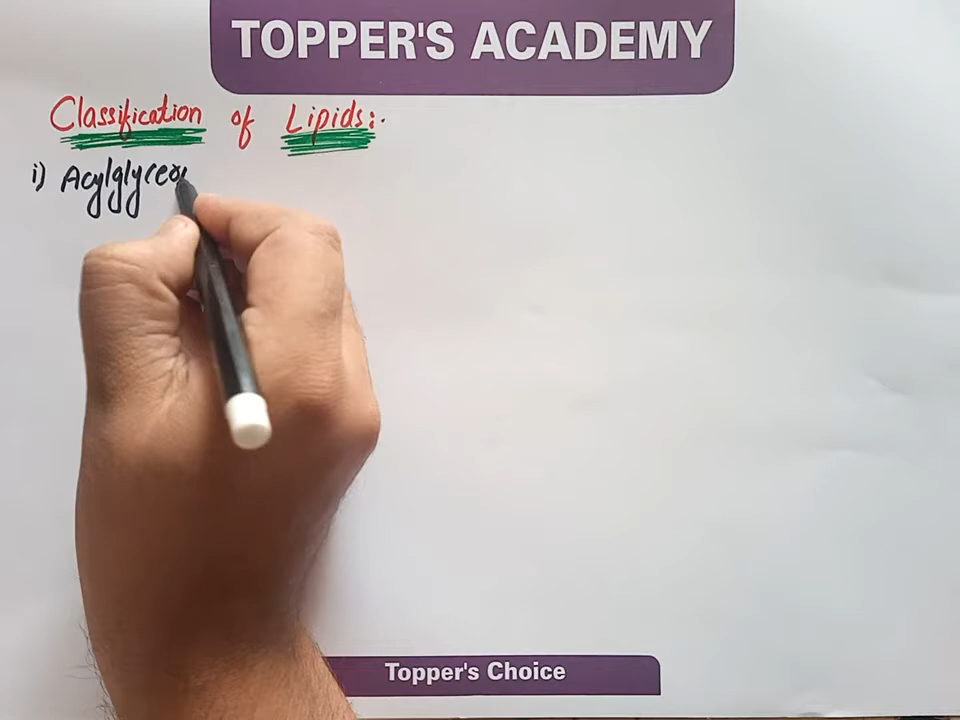 TOPPER'S ACADEMY
Classification of Lipids:-
i) Acylglycero
Topper's Choice